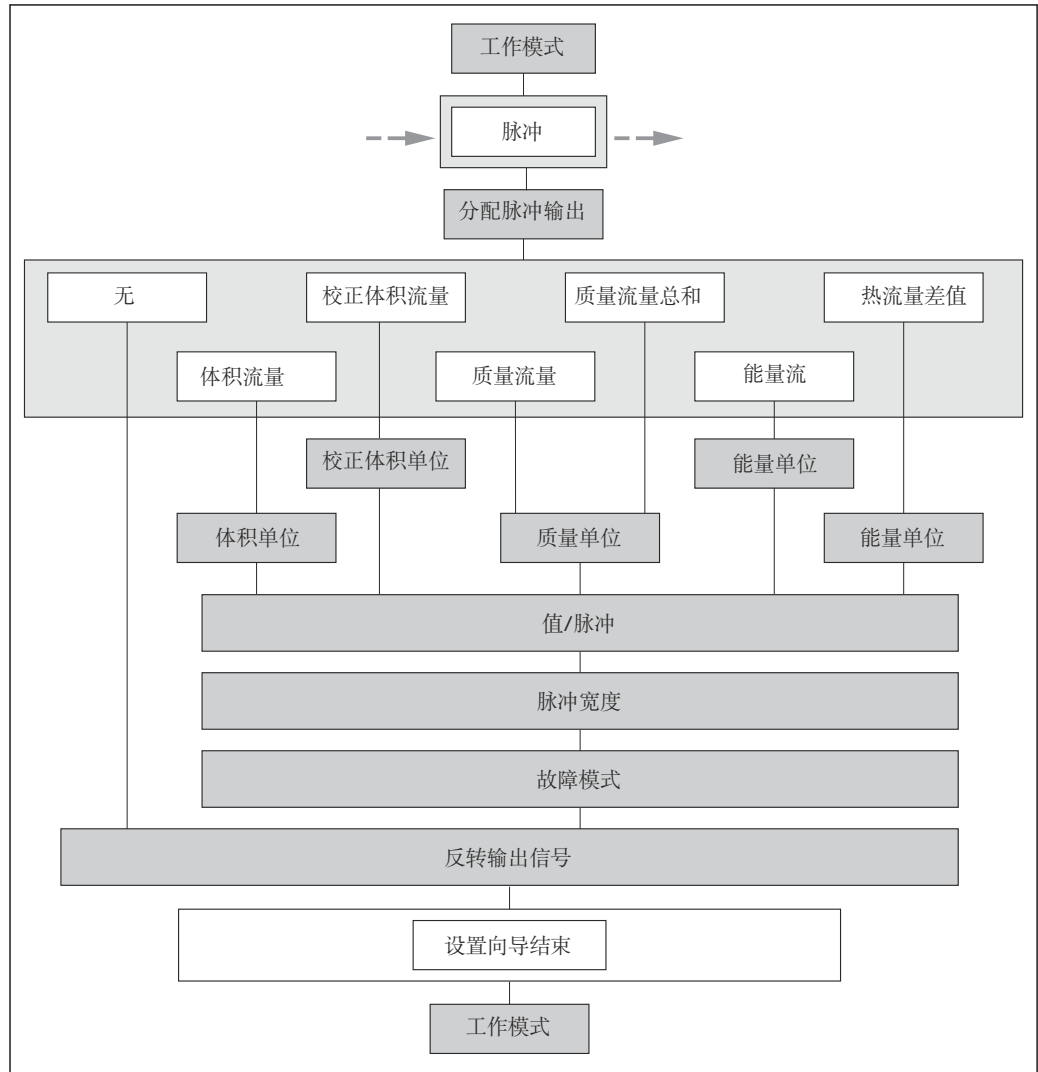 工作模式
脉冲
分配脉冲输出
无
校正体积流量
质量流量总和
热流量差值
体积流量
质量流量
能量流
校正体积单位
能量单位
体积单位
质量单位
能量单位
值/脉冲
脉冲宽度
故障模式
反转输出信号
设置向导结束
工作模式